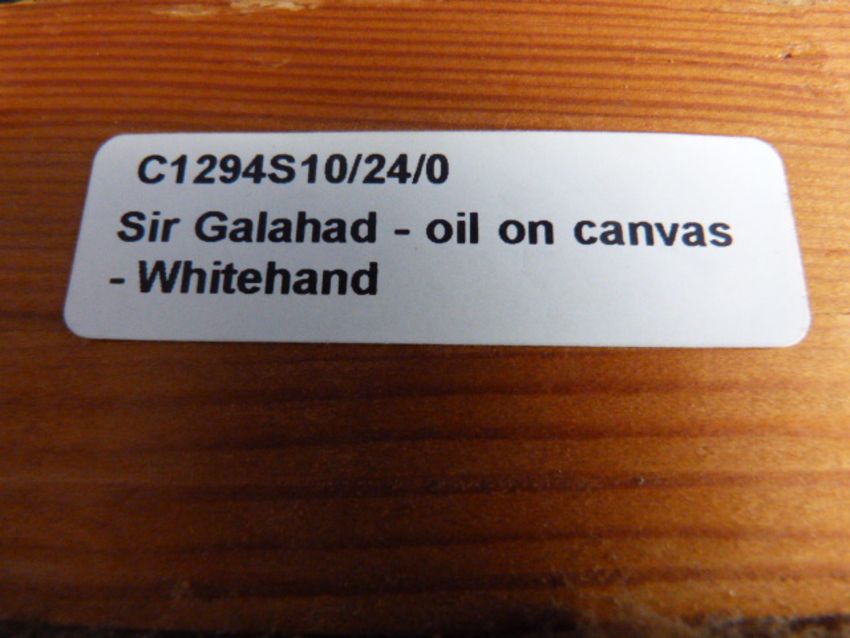 C1294S10/24/0
Sir Galahad - oil on canvas
- Whitehand